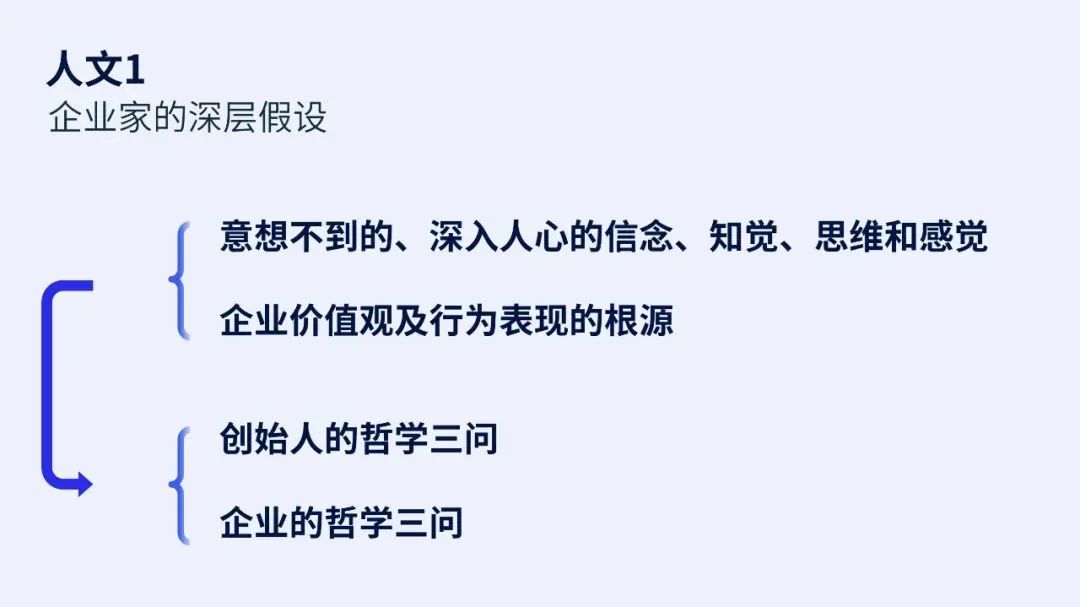 人文1
企业家的深层假设
意想不到的、深入人心的信念、知觉、思维和感觉
企业价值观及行为表现的根源
创始人的哲学三问
企业的哲学三问